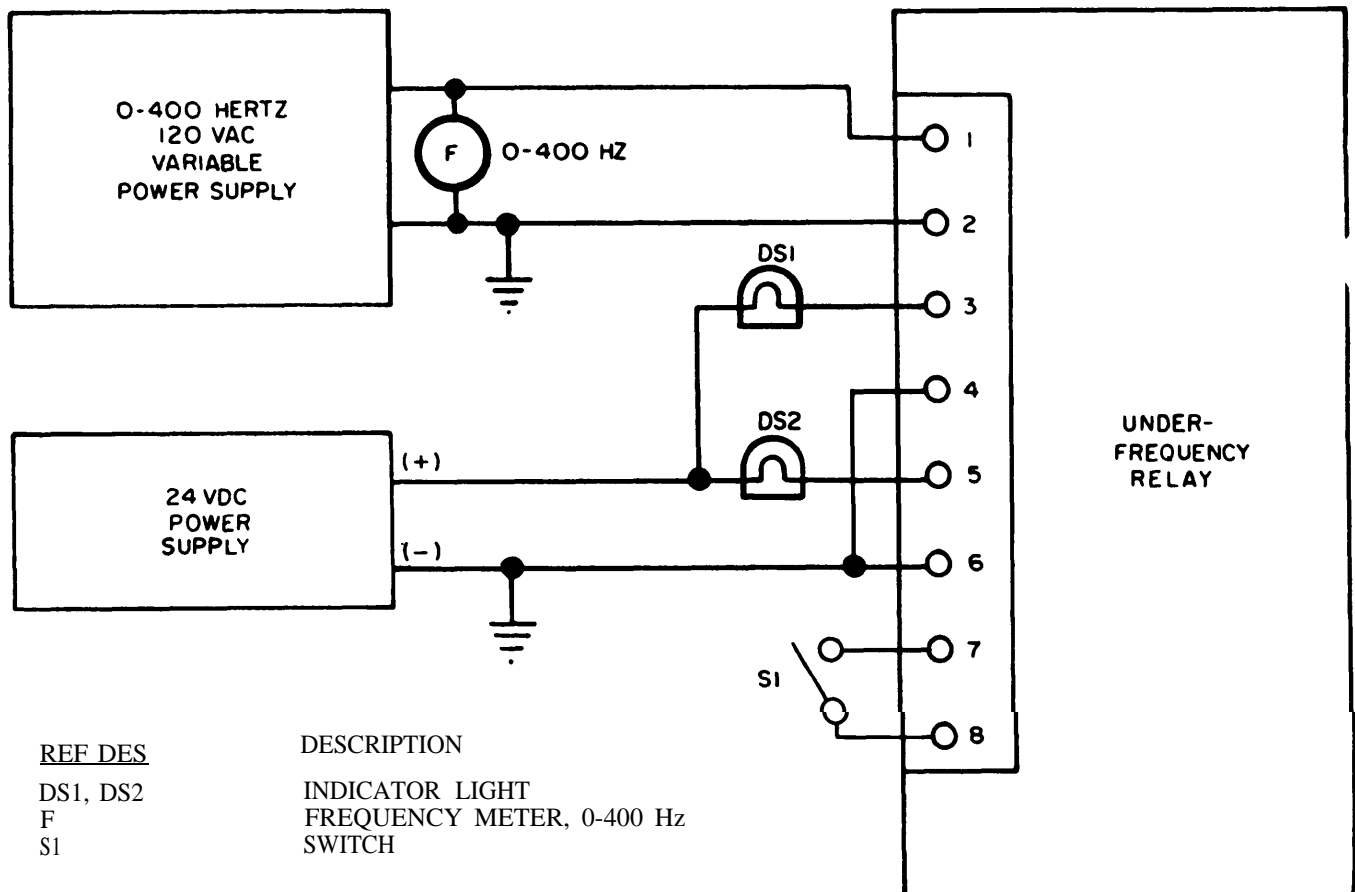 0-400 HERTZ
120 VAC
VARIABLE
POWER SUPPLY
F
0-400 HZ
1
2
DS1
3
4
DS2
5
6
7
8
S1
UNDER-
FREQUENCY
RELAY
24 VDC
POWER
SUPPLY
(+)
(-)
REF DES DESCRIPTION
DS1, DS2 INDICATOR LIGHT
F FREQUENCY METER, 0-400 Hz
S1 SWITCH